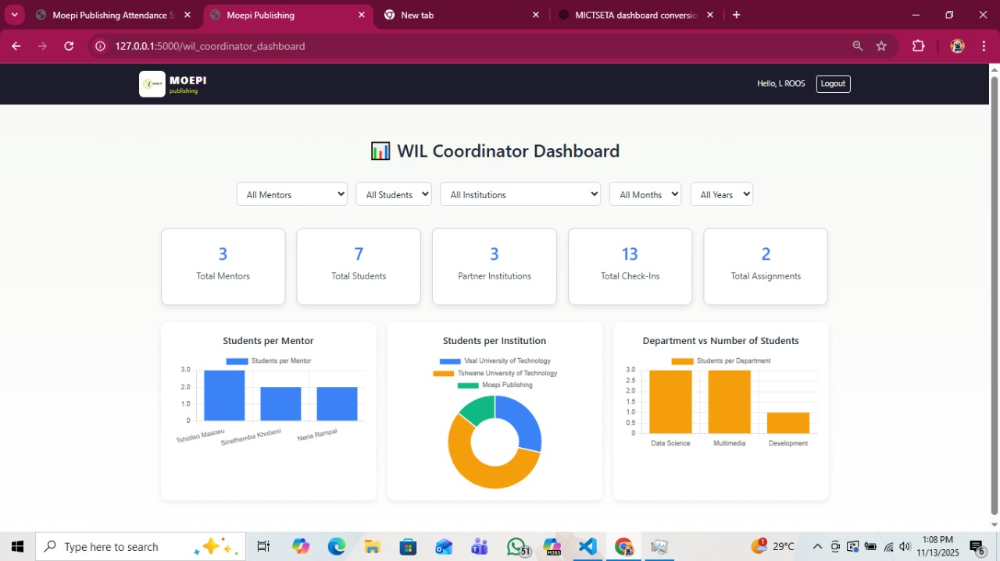 Moepi Publishing Attendance S
Moepi Publishing
New tab
MICTSETA dashboard conversio
127.0.0.1:5000/wil_coordinator_dashboard
MOEPI
publishing
Hello, L ROOS
Logout
WIL Coordinator Dashboard
All Mentors
All Students
All Institutions
All Months
All Years
3
Total Mentors
7
Total Students
3
Partner Institutions
13
Total Check-Ins
2
Total Assignments
Students per Mentor
Students per Mentor
3.0
2.0
1.0
0
Tshidiso Masoeu
Sinethemba Khobeni
Neria Rampai
Students per Institution
Vaal University of Technology
Tshwane University of Technology
Moepi Publishing
Department vs Number of Students
Students per Department
3.0
2.5
2.0
1.5
1.0
0.5
0
Data Science
Multimedia
Development
Type here to search
51
M365
1
29°C
1:08 PM
11/13/2025
6